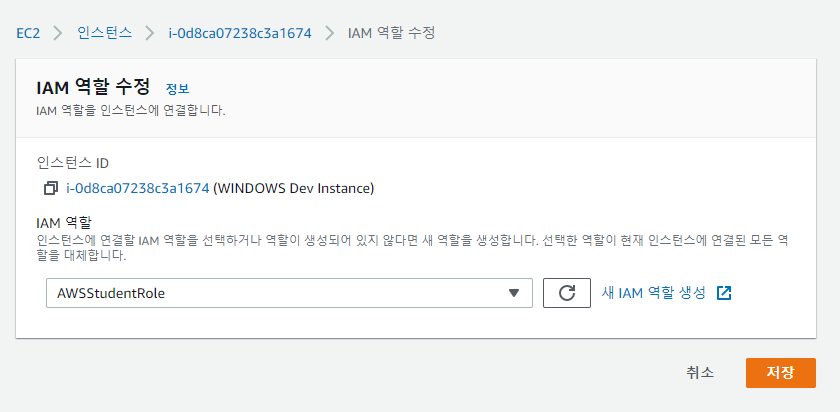 EC2 > 인스턴스 > i-0d8ca07238c3a1674 > IAM 역할 수정
IAM 역할 수정 정보
IAM 역할을 인스턴스에 연결합니다.
인스턴스 ID
i-0d8ca07238c3a1674 (WINDOWS Dev Instance)
IAM 역할
인스턴스에 연결할 IAM 역할을 선택하거나 역할이 생성되어 있지 않다면 새 역할을 생성합니다. 선택한 역할이 현재 인스턴스에 연결된 모든 역
할을 대체합니다.
AWSStudentRole 새 IAM 역할 생성
취소 저장